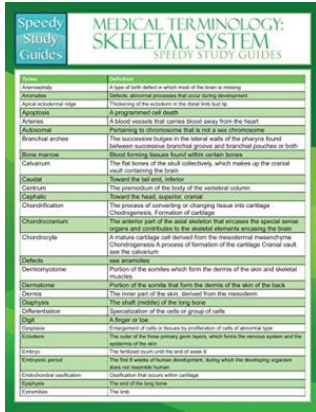 Speedy
Study
Guides
MEDICAL TERMINOLOGY:
SKELETAL SYSTEM
SPEEDY STUDY GUIDES
Terms Definition
Anencephaly A type of birth defect in which most of the brain is missing
Anomalies Defects, abnormal processes that occur during development
Apical ectodermal ridge Thickening of the ectoderm in the distal limb bud tip
Apoptosis A programmed cell death
Arteries A blood vessels that carries blood away from the heart
Autosomal Pertaining to chromosome that is not a sex chromosome
Branchial arches The successive bulges in the lateral walls of the pharynx found
between successive branchial groove and branchial pouches or both
Bone marrow Blood forming tissues found within certain bones
Calvarium The flat bones of the skull collectively, which makes up the cranial
vault containing the brain
Caudal Toward the tail end, inferior
Centrum The premodium of the body of the vertebral column
Cephalic Toward the head, superior, cranial
Chondrification The process of converting or changing tissue into cartilage
Chodrogenesis, Formation of cartilage
Chondrocranium The anterior part of the axial skeleton that encases the special sense
organs and contributes to the skeletal elements encasing the brain
Chondrocyte A mature cartilage cell derived from the mesodermal mesenchyme
Chondrogenesis A process of formation of the cartilage Cranial vault
see the calvarium
Defects see anamolies
Dermomyotome Portion of the somites which form the dermis of the skin and skeletal
muscles
Dermatome Portion of the somite that form the dermis of the skin of the back
Dermis The inner part of the skin, derived from the mesoderm
Diaphysis The shaft (middle) of the long bone
Differentiation Specialization of the cells or group of cells
Digit A finger or toe
Dysplasia Enlargement of cells or tissues by proliferation of cells of abnormal type
Ectoderm The outer of the three primary germ layers, which forms the nervous system and the
epidermis of the skin
Embryo The fertilized ovum until the end of week 8
Embryonic period The first 8 weeks of human development, during which the developing organism
does not resemble human
Endochondral ossification Ossification that occurs within cartilage
Epiphysis The end of the long bone
Extremities The limb